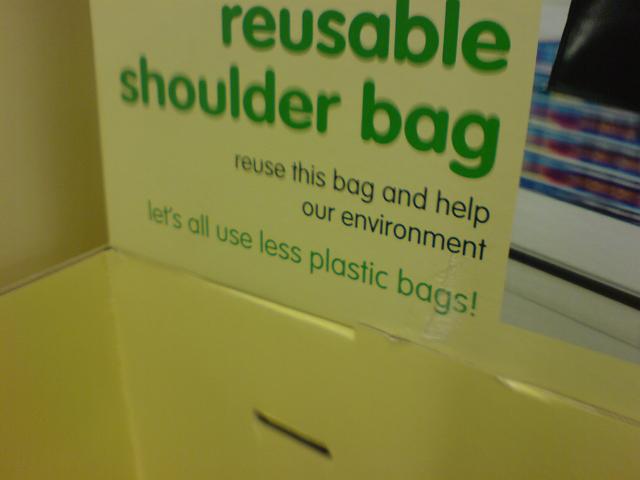 reusable
shoulder bag
reuse this bag and help
our environment
let's all use less plastic bags!